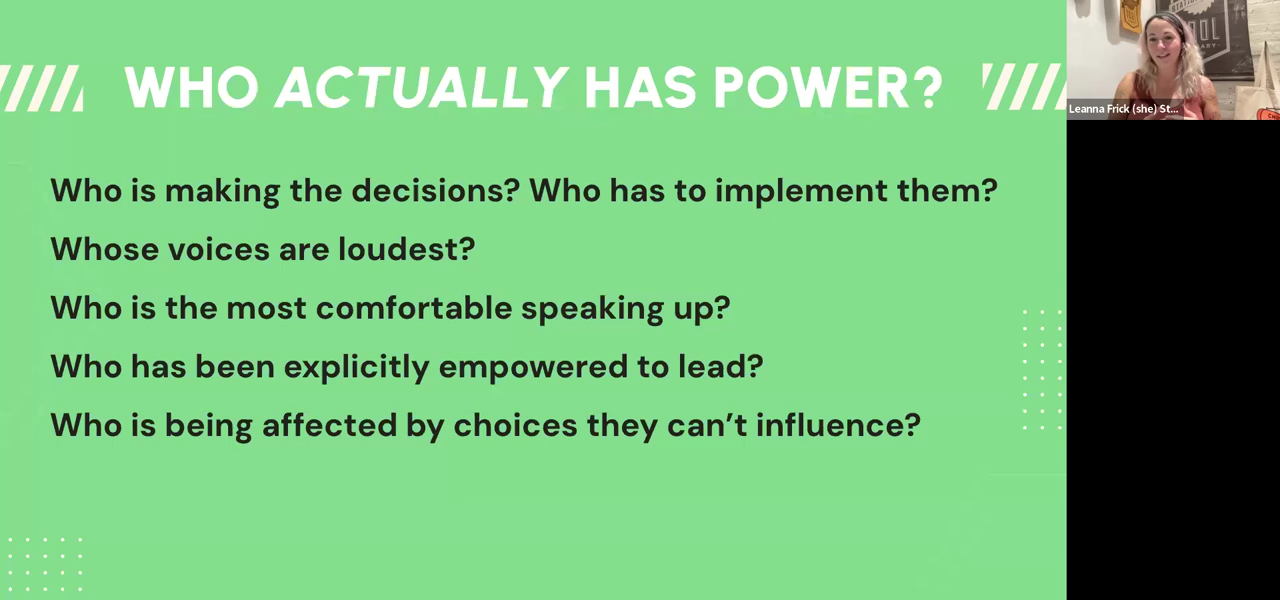 WHO ACTUALLY HAS POWER?
Who is making the decisions? Who has to implement them?
Whose voices are loudest?
Who is the most comfortable speaking up?
Who has been explicitly empowered to lead?
Who is being affected by choices they can’t influence?
Leanna Frick (she) St...